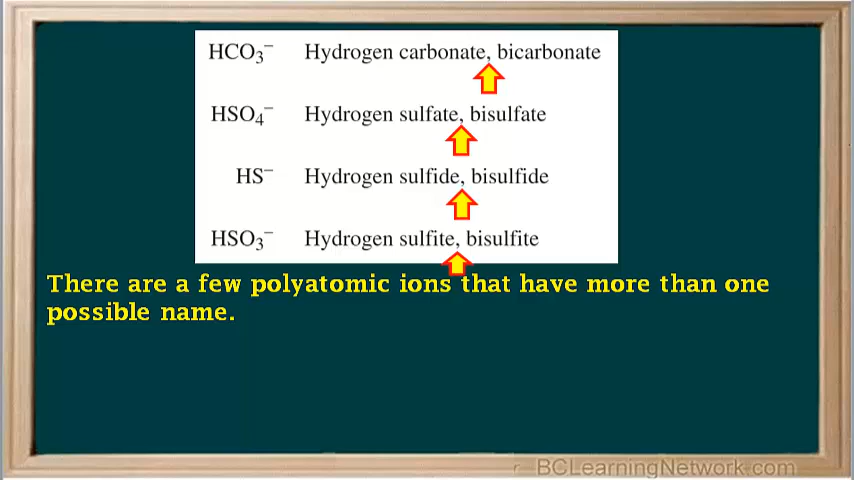 HCO₃⁻ Hydrogen carbonate, bicarbonate
HSO₄⁻ Hydrogen sulfate, bisulfate
HS⁻ Hydrogen sulfide, bisulfide
HSO₃⁻ Hydrogen sulfite, bisulfite
There are a few polyatomic ions that have more than one
possible name.
BCLearningNetwork.com